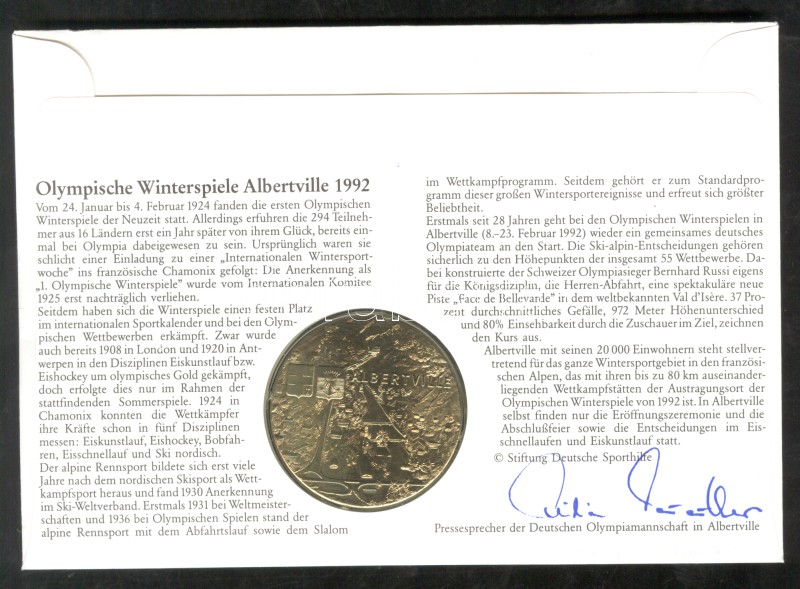 Olympische Winterspiele Albertville 1992
Vom 24. Januar bis 4. Februar 1924 fanden die ersten Olympischen
Winterspiele der Neuzeit statt. Allerdings erfuhren die 294 Teilneh-
mer aus 16 Ländern erst ein Jahr später von ihrem Glück, bereits ein-
mal bei Olympia dabeigewesen zu sein. Ursprünglich waren sie
schlicht einer Einladung zu einer „Internationalen Wintersport-
woche" ins französische Chamonix gefolgt: Die Anerkennung als
„1. Olympische Winterspiele" wurde vom Internationalen Komitee
1925 erst nachträglich verliehen.
Seitdem haben sich die Winterspiele einen festen Platz
im internationalen Sportkalender und bei den Olym-
pischen Wettbewerben erkämpft. Zwar wurde
auch bereits 1908 in London und 1920 in Ant-
werpen in den Disziplinen Eiskunstlauf bzw.
Eishockey um olympisches Gold gekämpft,
doch erfolgte dies nur im Rahmen der
stattfindenden Sommerspiele. 1924 in
Chamonix konnten die Wettkämpfer
ihre Kräfte schon in fünf Disziplinen
messen: Eiskunstlauf, Eishockey, Bobfah-
ren, Eisschnellauf und Ski nordisch.
Der alpine Rennsport bildete sich erst viele
Jahre nach dem nordischen Skisport als Wett-
kampfsport heraus und fand 1930 Anerkennung
im Ski-Weltverband. Erstmals 1931 bei Weltmeister-
schaften und 1936 bei Olympischen Spielen stand der
alpine Rennsport mit dem Abfahrtslauf sowie dem Slalom
im Wettkampfprogramm. Seitdem gehört er zum Standardpro-
gramm dieser großen Wintersportereignisse und erfreut sich größter
Beliebtheit.
Erstmals seit 28 Jahren geht bei den Olympischen Winterspielen in
Albertville (8.–23. Februar 1992) wieder ein gemeinsames deutsches
Olympiateam an den Start. Die Ski-alpin-Entscheidungen gehören
sicherlich zu den Höhepunkten der insgesamt 55 Wettbewerbe. Da-
bei konstruierte der Schweizer Olympiasieger Bernhard Russi eigens
für die Königsdizplin, die Herren-Abfahrt, eine spektakuläre neue
Piste „Face de Bellevarde" in dem weltbekannten Val d'Isère. 37 Pro-
zent durchschnittliches Gefälle, 972 Meter Höhenunterschied
und 80% Einsehbarkeit durch die Zuschauer im Ziel, zeichnen
den Kurs aus.
Albertville mit seinen 20 000 Einwohnern steht stellver-
tretend für das ganze Wintersportgebiet in den französi-
schen Alpen, das mit ihren bis zu 80 km auseinander-
liegenden Wettkampfstätten der Austragungsort der
Olympischen Winterspiele von 1992 ist. In Albertville
selbst finden nur die Eröffnungszeremonie und die
Abschlußfeier sowie die Entscheidungen im Eis-
schnellaufen und Eiskunstlauf statt.
© Stiftung Deutsche Sporthilfe
Pressesprecher der Deutschen Olympiamannschaft in Albertville
ALBERTVILLE